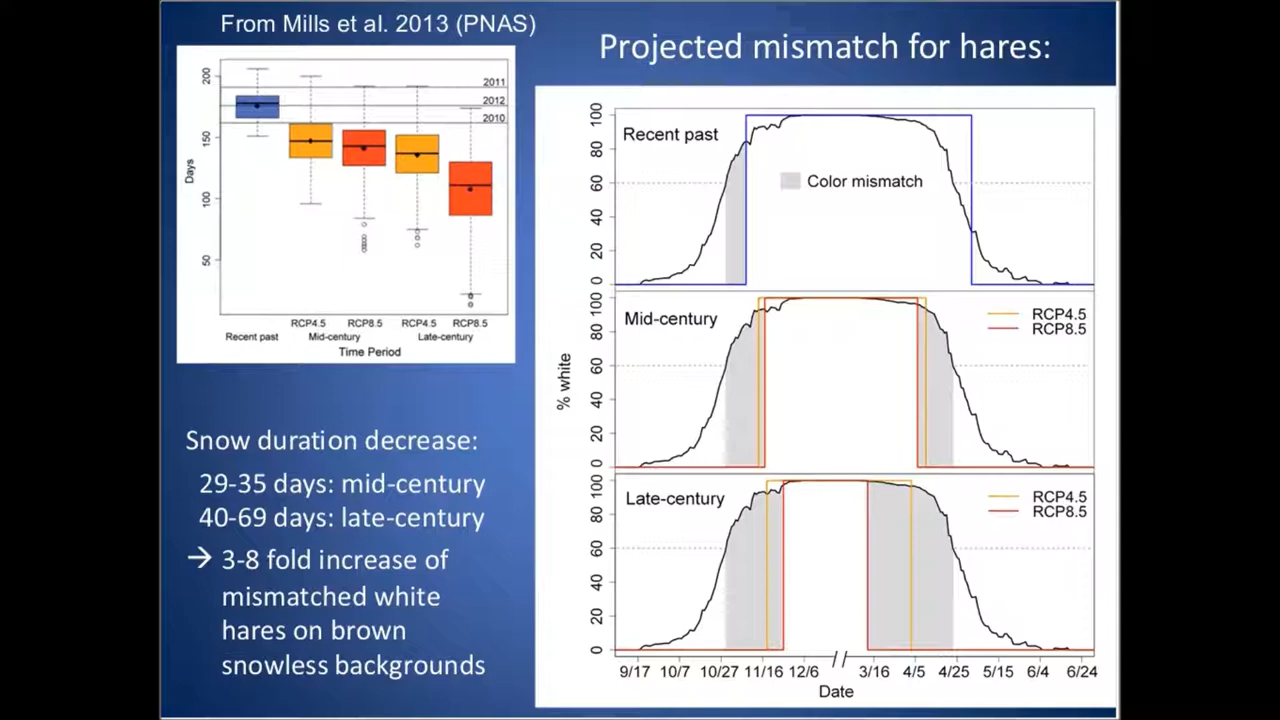 From Mills et al. 2013 (PNAS)
Projected mismatch for hares:
200
150
100
50
Days
2011
2012
2010
RCP4.5 RCP8.5 RCP4.5 RCP8.5
Recent past Mid-century Late-century
Time Period
Snow duration decrease:
29-35 days: mid-century
40-69 days: late-century
→ 3-8 fold increase of
mismatched white
hares on brown
snowless backgrounds
% white
100
80
60
40
20
0
Recent past
Color mismatch
100
80
60
40
20
0
Mid-century
RCP4.5
RCP8.5
100
80
60
40
20
0
Late-century
RCP4.5
RCP8.5
9/17 10/7 10/27 11/16 12/6 3/16 4/5 4/25 5/15 6/4 6/24
Date